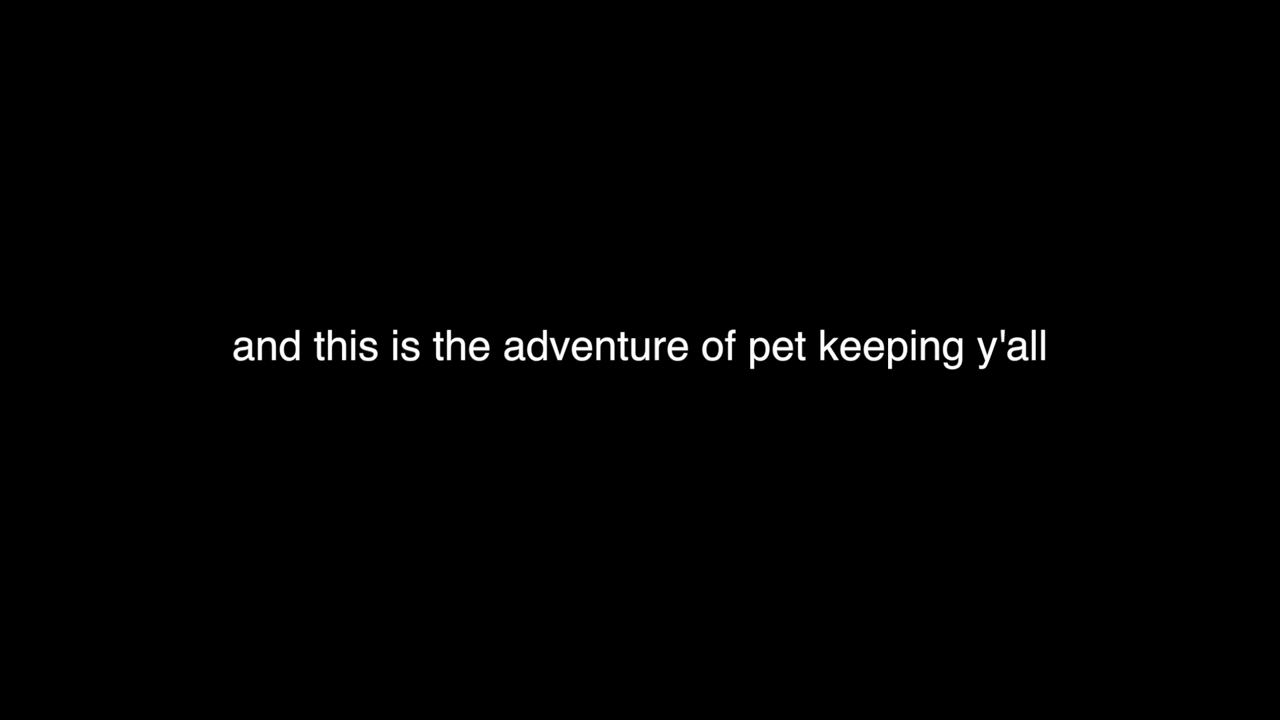 and this is the adventure of pet keeping y'all